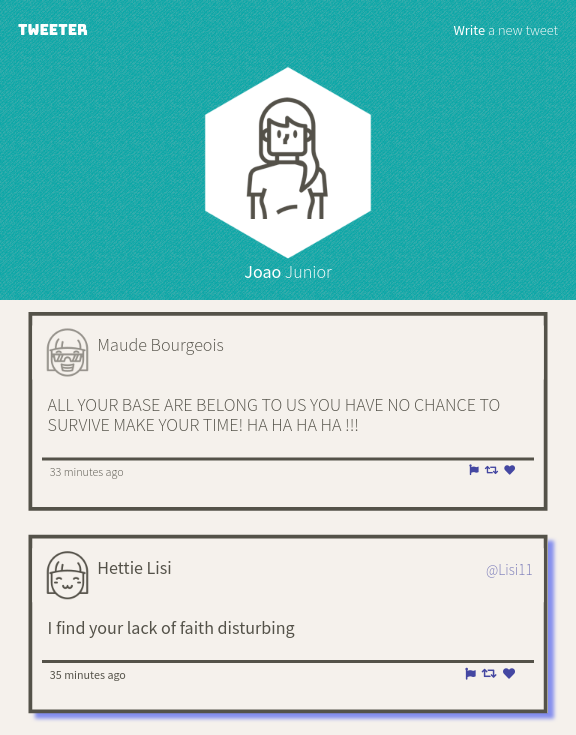 TWEETER
Write a new tweet
Joao Junior
Maude Bourgeois
ALL YOUR BASE ARE BELONG TO US YOU HAVE NO CHANCE TO
SURVIVE MAKE YOUR TIME! HA HA HA HA !!!
33 minutes ago
Hettie Lisi
@Lisi11
I find your lack of faith disturbing
35 minutes ago